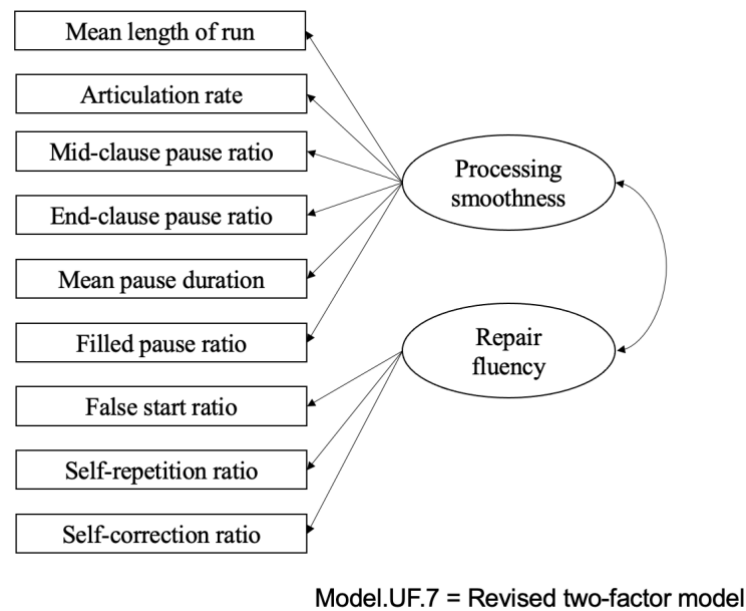 Mean length of run
Articulation rate
Mid-clause pause ratio
End-clause pause ratio
Mean pause duration
Filled pause ratio
False start ratio
Self-repetition ratio
Self-correction ratio
Processing
smoothness
Repair
fluency
Model.UF.7 = Revised two-factor model